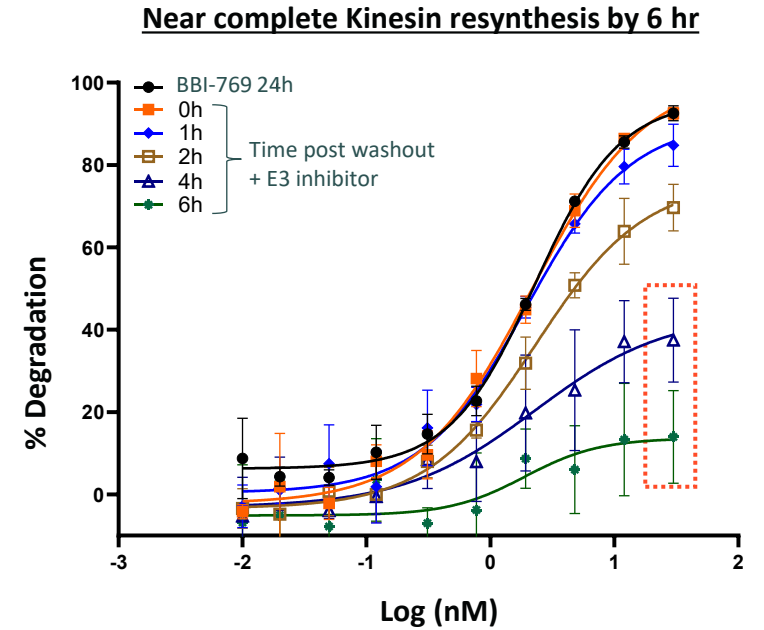 Near complete Kinesin resynthesis by 6 hr
BBI-769 24h
0h
1h
2h
4h
6h
Time post washout
+ E3 inhibitor
% Degradation
100
80
60
40
20
0
-3 -2 -1 0 1 2
Log (nM)